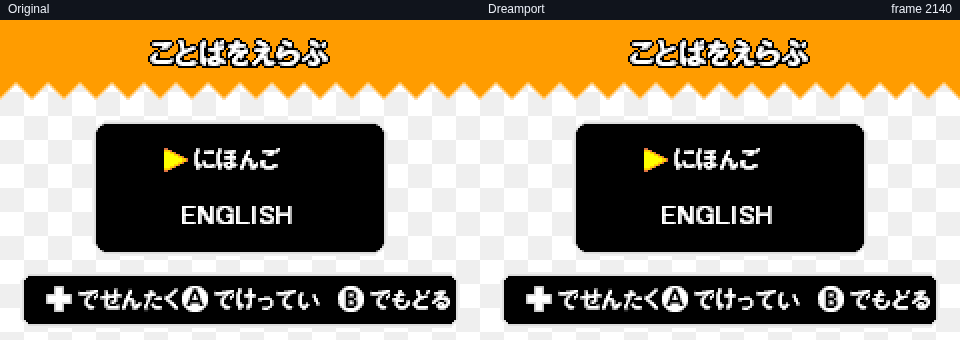 Original Dreamport frame 2140
ことばをえらぶ ことばをえらぶ
にほんご にほんご
ENGLISH ENGLISH
でせんたく A でけってい B でもどる でせんたく A でけってい B でもどる